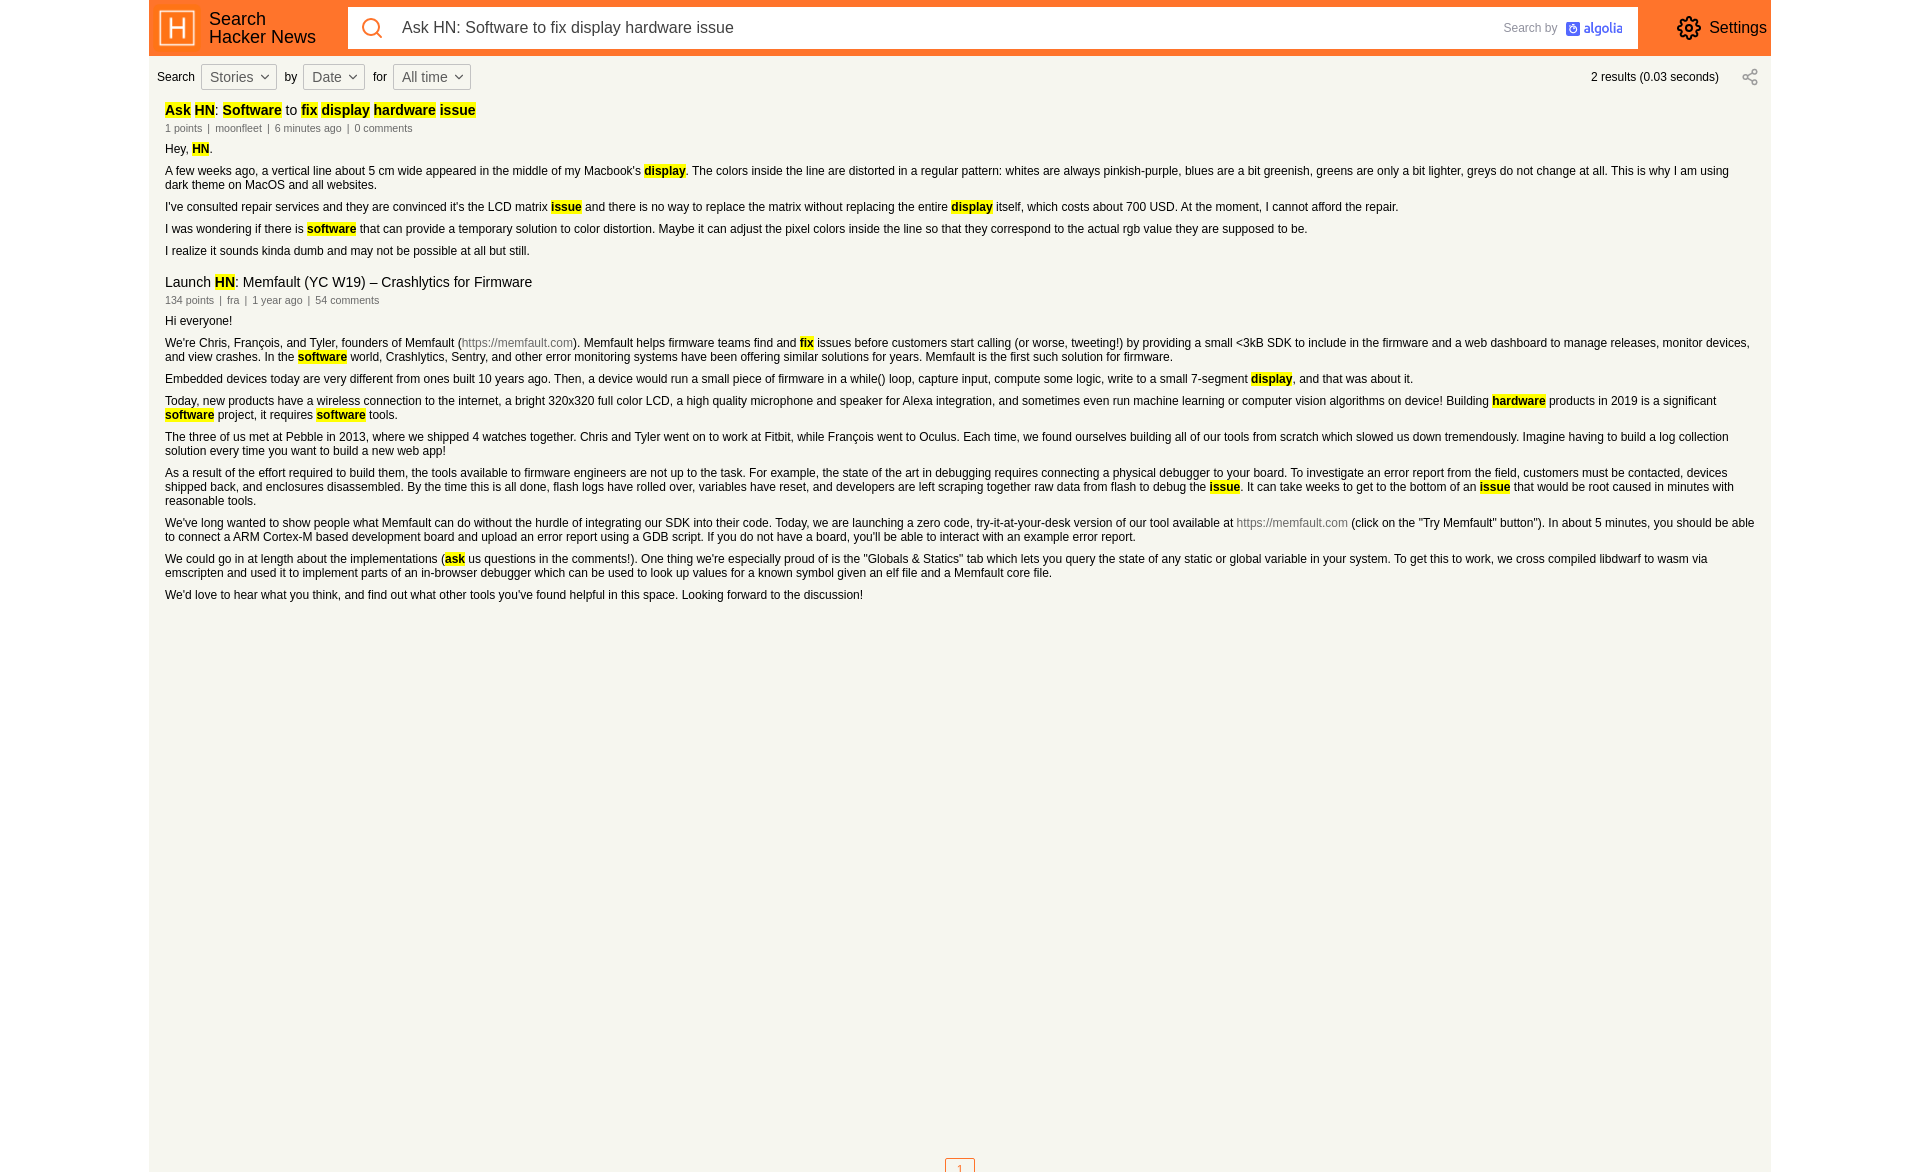 Search
Hacker News
Ask HN: Software to fix display hardware issue
Search by algolia
Settings
Search Stories by Date for All time
2 results (0.03 seconds)
Ask HN: Software to fix display hardware issue
1 points | moonfleet | 6 minutes ago | 0 comments
Hey, HN.
A few weeks ago, a vertical line about 5 cm wide appeared in the middle of my Macbook's display. The colors inside the line are distorted in a regular pattern: whites are always pinkish-purple, blues are a bit greenish, greens are only a bit lighter, greys do not change at all. This is why I am using
dark theme on MacOS and all websites.
I've consulted repair services and they are convinced it's the LCD matrix issue and there is no way to replace the matrix without replacing the entire display itself, which costs about 700 USD. At the moment, I cannot afford the repair.
I was wondering if there is software that can provide a temporary solution to color distortion. Maybe it can adjust the pixel colors inside the line so that they correspond to the actual rgb value they are supposed to be.
I realize it sounds kinda dumb and may not be possible at all but still.
Launch HN: Memfault (YC W19) – Crashlytics for Firmware
134 points | fra | 1 year ago | 54 comments
Hi everyone!
We're Chris, François, and Tyler, founders of Memfault (https://memfault.com). Memfault helps firmware teams find and fix issues before customers start calling (or worse, tweeting!) by providing a small <3kB SDK to include in the firmware and a web dashboard to manage releases, monitor devices,
and view crashes. In the software world, Crashlytics, Sentry, and other error monitoring systems have been offering similar solutions for years. Memfault is the first such solution for firmware.
Embedded devices today are very different from ones built 10 years ago. Then, a device would run a small piece of firmware in a while() loop, capture input, compute some logic, write to a small 7-segment display, and that was about it.
Today, new products have a wireless connection to the internet, a bright 320x320 full color LCD, a high quality microphone and speaker for Alexa integration, and sometimes even run machine learning or computer vision algorithms on device! Building hardware products in 2019 is a significant
software project, it requires software tools.
The three of us met at Pebble in 2013, where we shipped 4 watches together. Chris and Tyler went on to work at Fitbit, while François went to Oculus. Each time, we found ourselves building all of our tools from scratch which slowed us down tremendously. Imagine having to build a log collection
solution every time you want to build a new web app!
As a result of the effort required to build them, the tools available to firmware engineers are not up to the task. For example, the state of the art in debugging requires connecting a physical debugger to your board. To investigate an error report from the field, customers must be contacted, devices
shipped back, and enclosures disassembled. By the time this is all done, flash logs have rolled over, variables have reset, and developers are left scraping together raw data from flash to debug the issue. It can take weeks to get to the bottom of an issue that would be root caused in minutes with
reasonable tools.
We've long wanted to show people what Memfault can do without the hurdle of integrating our SDK into their code. Today, we are launching a zero code, try-it-at-your-desk version of our tool available at https://memfault.com (click on the "Try Memfault" button"). In about 5 minutes, you should be able
to connect a ARM Cortex-M based development board and upload an error report using a GDB script. If you do not have a board, you'll be able to interact with an example error report.
We could go in at length about the implementations (ask us questions in the comments!). One thing we're especially proud of is the "Globals & Statics" tab which lets you query the state of any static or global variable in your system. To get this to work, we cross compiled libdwarf to wasm via
emscripten and used it to implement parts of an in-browser debugger which can be used to look up values for a known symbol given an elf file and a Memfault core file.
We'd love to hear what you think, and find out what other tools you've found helpful in this space. Looking forward to the discussion!
1